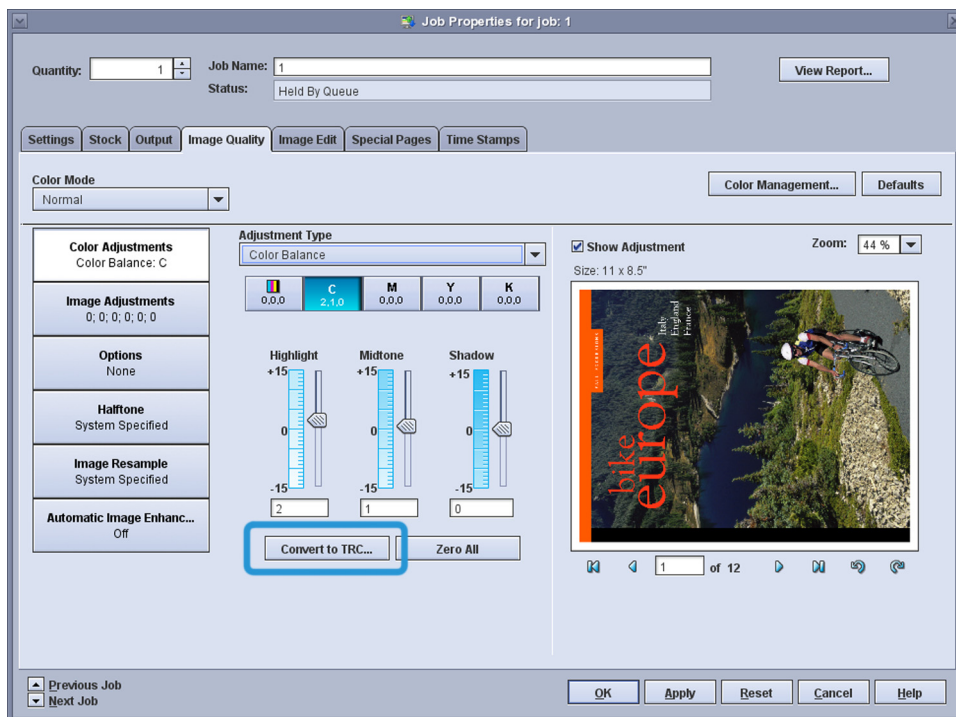 Job Properties for job: 1
Quantity: 1
Job Name: 1
View Report...
Status: Held By Queue
Settings Stock Output Image Quality Image Edit Special Pages Time Stamps
Color Mode
Normal
Color Management... Defaults
Color Adjustments
Color Balance: C
Image Adjustments
0; 0; 0; 0; 0; 0
Options
None
Halftone
System Specified
Image Resample
System Specified
Automatic Image Enhanc...
Off
Adjustment Type
Color Balance
C M Y K
0,0,0 2,1,0 0,0,0 0,0,0 0,0,0
Highlight Midtone Shadow
+15 +15 +15
0 0 0
-15 -15 -15
2 1 0
Convert to TRC... Zero All
Show Adjustment
Zoom: 44 %
Size: 11 x 8.5"
bike
europe
Italy
England
France
1 of 12
Previous Job
Next Job
OK Apply Reset Cancel Help